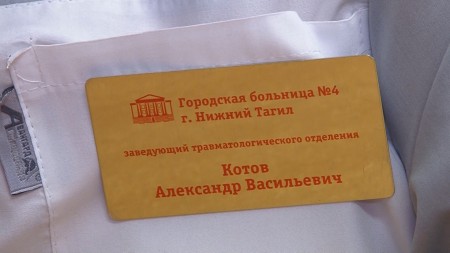 Городская больница №4
г. Нижний Тагил
заведующий травматологического отделения
Котов
Александр Васильевич